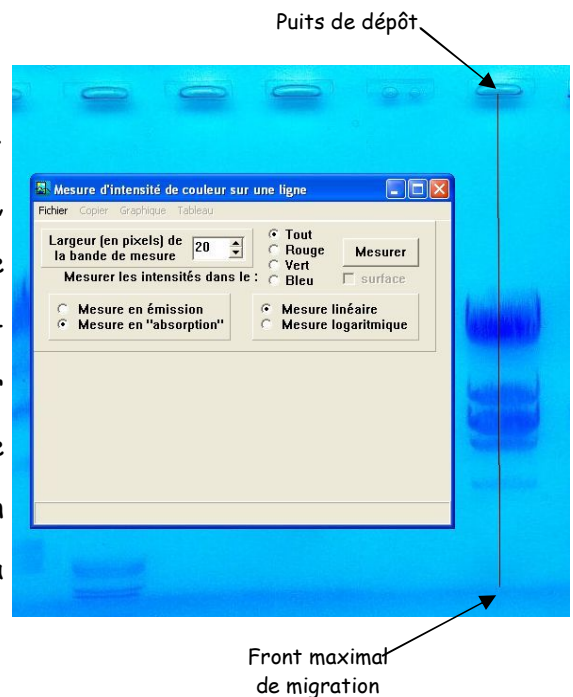 Puits de dépôt
Mesure d'intensité de couleur sur une ligne
Fichier Copier Graphique Tableau
Largeur (en pixels) de
la bande de mesure
20
Tout
Rouge
Vert
Bleu
Mesurer
surface
Mesurer les intensités dans le :
Mesure en émission
Mesure en "absorption"
Mesure linéaire
Mesure logaritmique
Front maximal
de migration